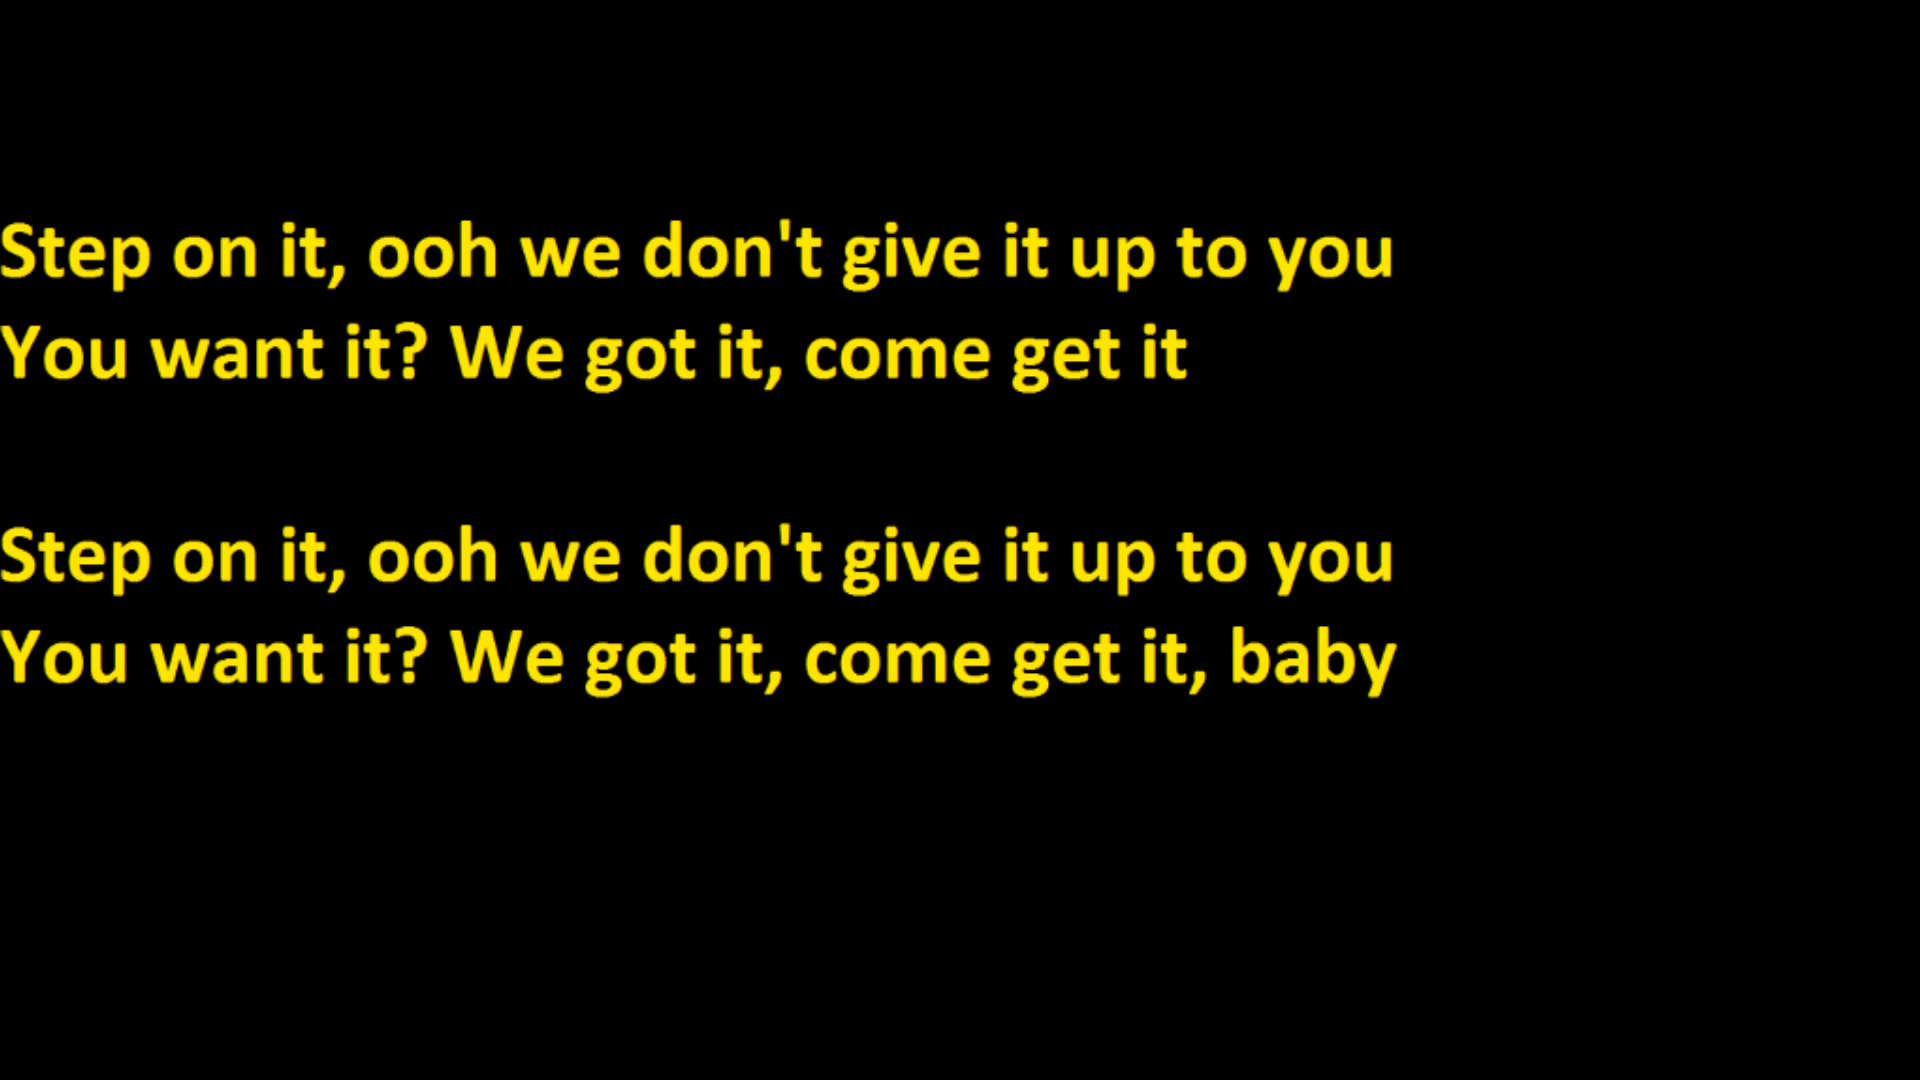 Step on it, ooh we don't give it up to you
You want it? We got it, come get it
Step on it, ooh we don't give it up to you
You want it? We got it, come get it, baby